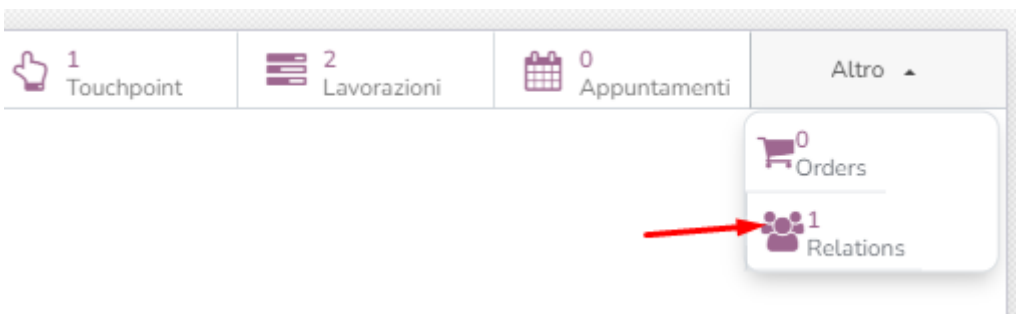 1
Touchpoint
2
Lavorazioni
0
Appuntamenti
Altro
0
Orders
1
Relations